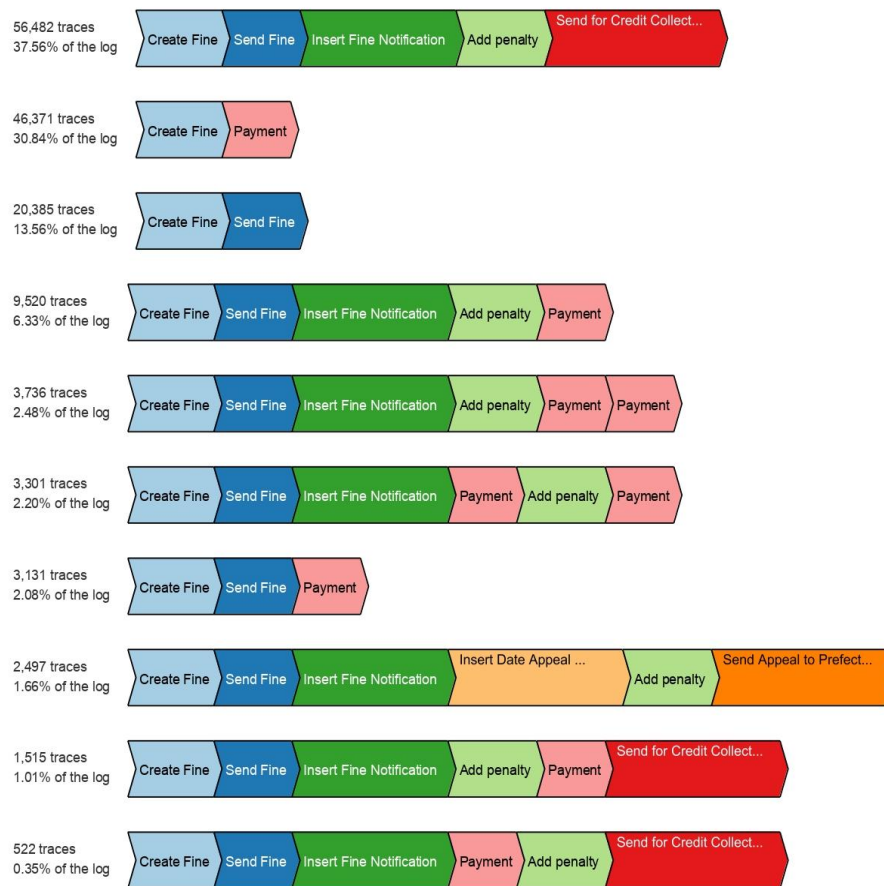 56,482 traces
37.56% of the log
Create Fine Send Fine Insert Fine Notification Add penalty Send for Credit Collect...
46,371 traces
30.84% of the log
Create Fine Payment
20,385 traces
13.56% of the log
Create Fine Send Fine
9,520 traces
6.33% of the log
Create Fine Send Fine Insert Fine Notification Add penalty Payment
3,736 traces
2.48% of the log
Create Fine Send Fine Insert Fine Notification Add penalty Payment Payment
3,301 traces
2.20% of the log
Create Fine Send Fine Insert Fine Notification Payment Add penalty Payment
3,131 traces
2.08% of the log
Create Fine Send Fine Payment
2,497 traces
1.66% of the log
Create Fine Send Fine Insert Fine Notification Insert Date Appeal ... Add penalty Send Appeal to Prefect...
1,515 traces
1.01% of the log
Create Fine Send Fine Insert Fine Notification Add penalty Payment Send for Credit Collect...
522 traces
0.35% of the log
Create Fine Send Fine Insert Fine Notification Payment Add penalty Send for Credit Collect...